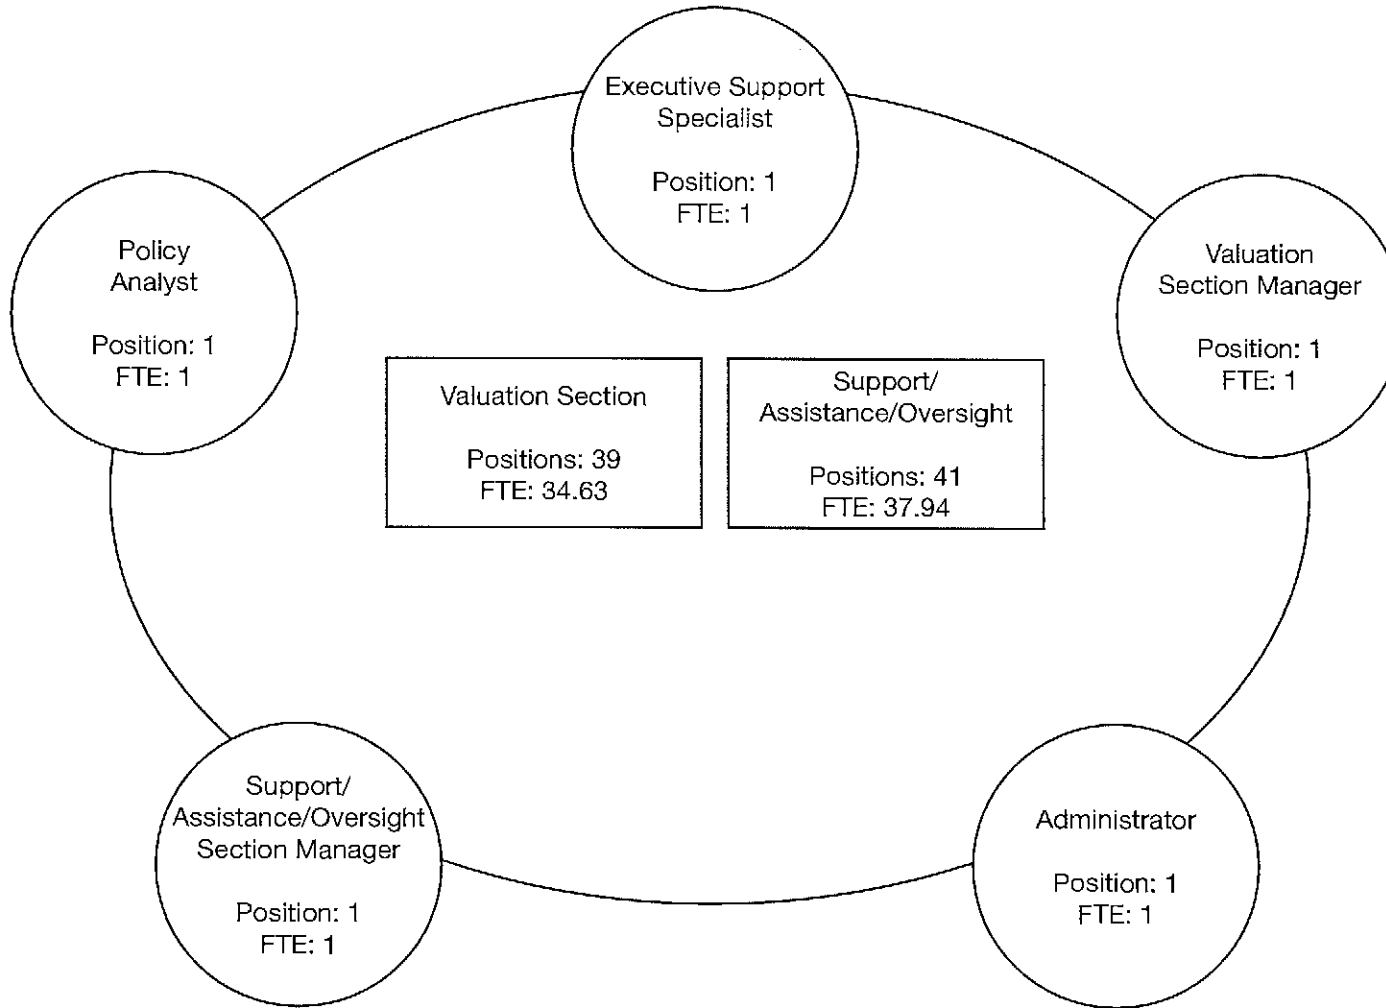 Executive Support
Specialist
Position: 1
FTE: 1
Policy
Analyst
Position: 1
FTE: 1
Valuation
Section Manager
Position: 1
FTE: 1
Valuation Section
Positions: 39
FTE: 34.63
Support/
Assistance/Oversight
Positions: 41
FTE: 37.94
Support/
Assistance/Oversight
Section Manager
Position: 1
FTE: 1
Administrator
Position: 1
FTE: 1